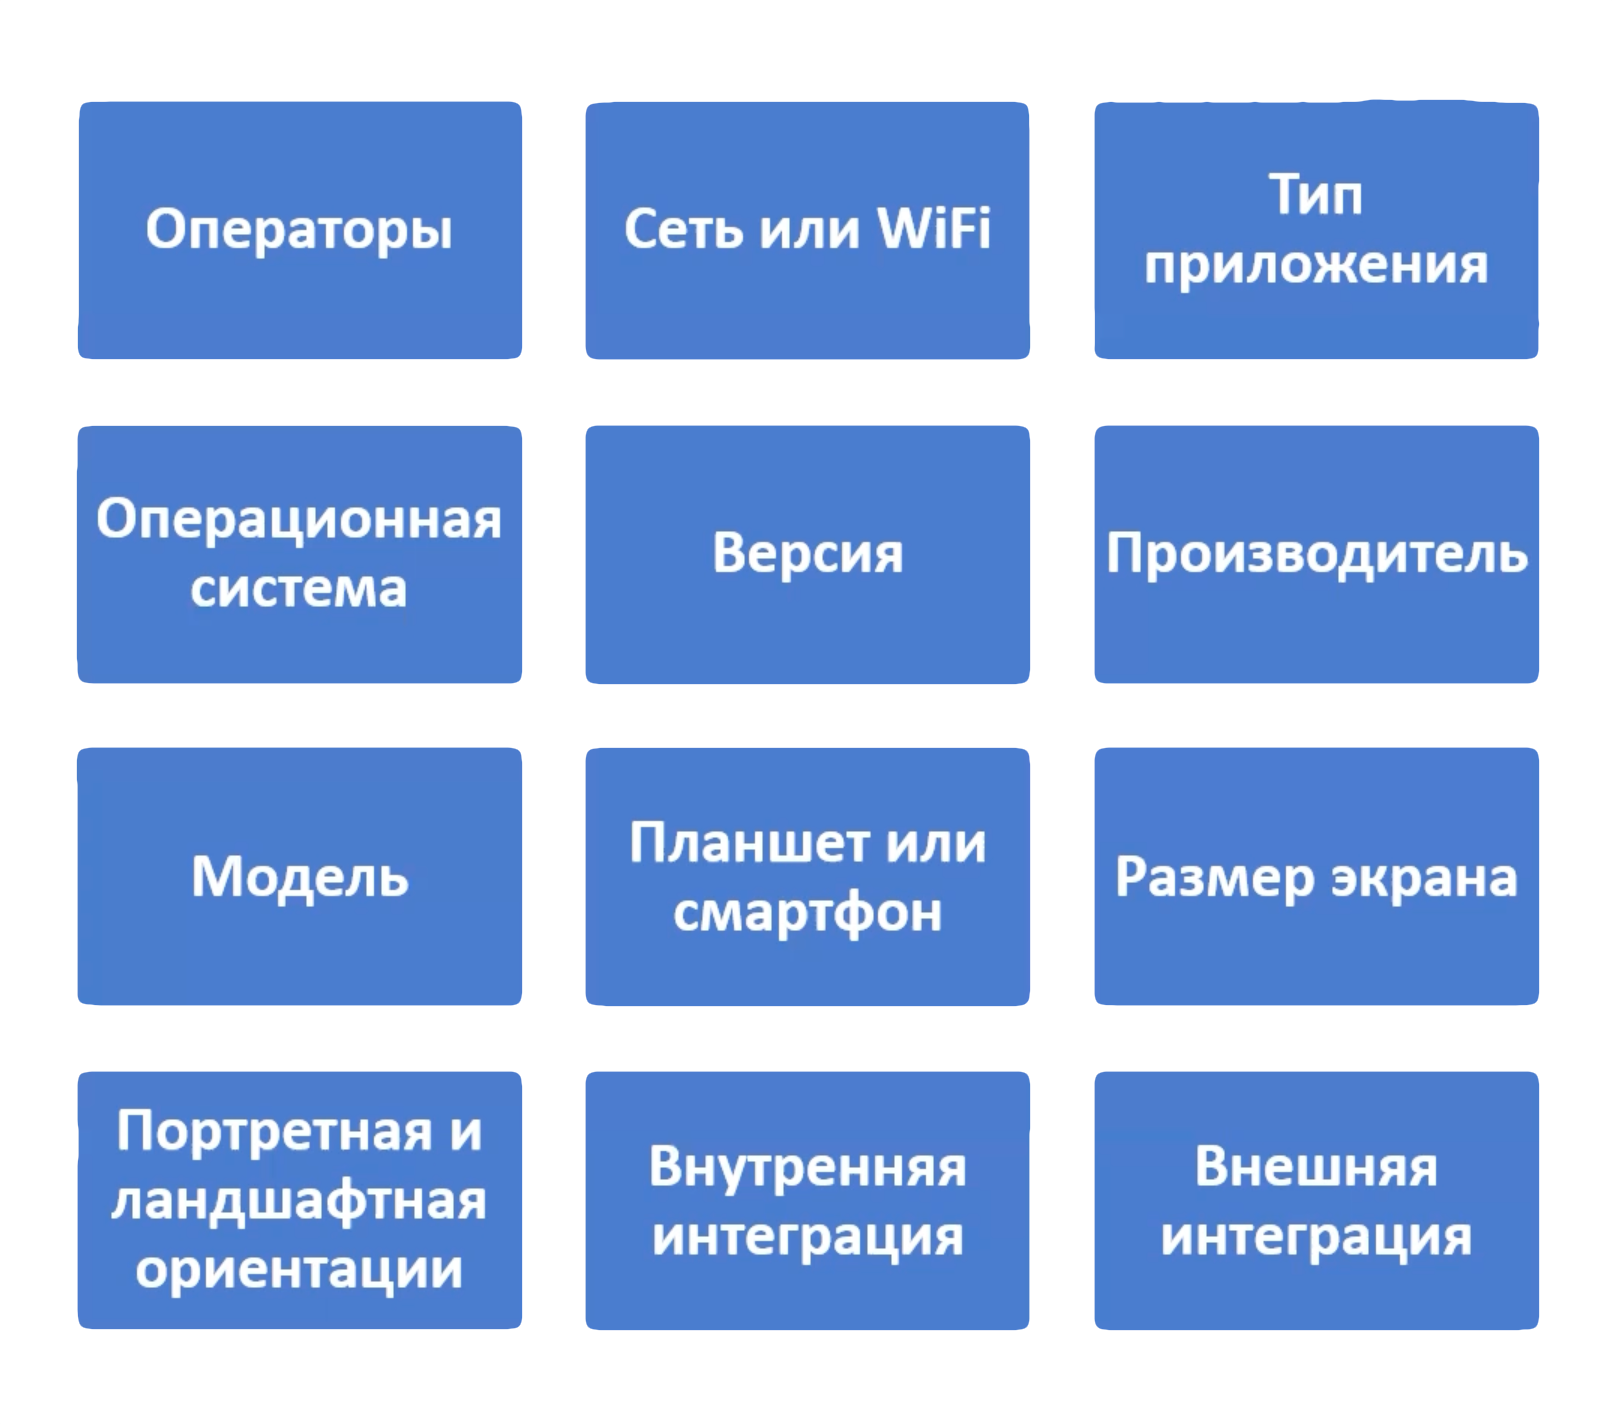 Операторы
Сеть или WiFi
Тип
приложения
Операционная
система
Версия
Производитель
Модель
Планшет или
смартфон
Размер экрана
Портретная и
ландшафтная
ориентации
Внутренняя
интеграция
Внешняя
интеграция